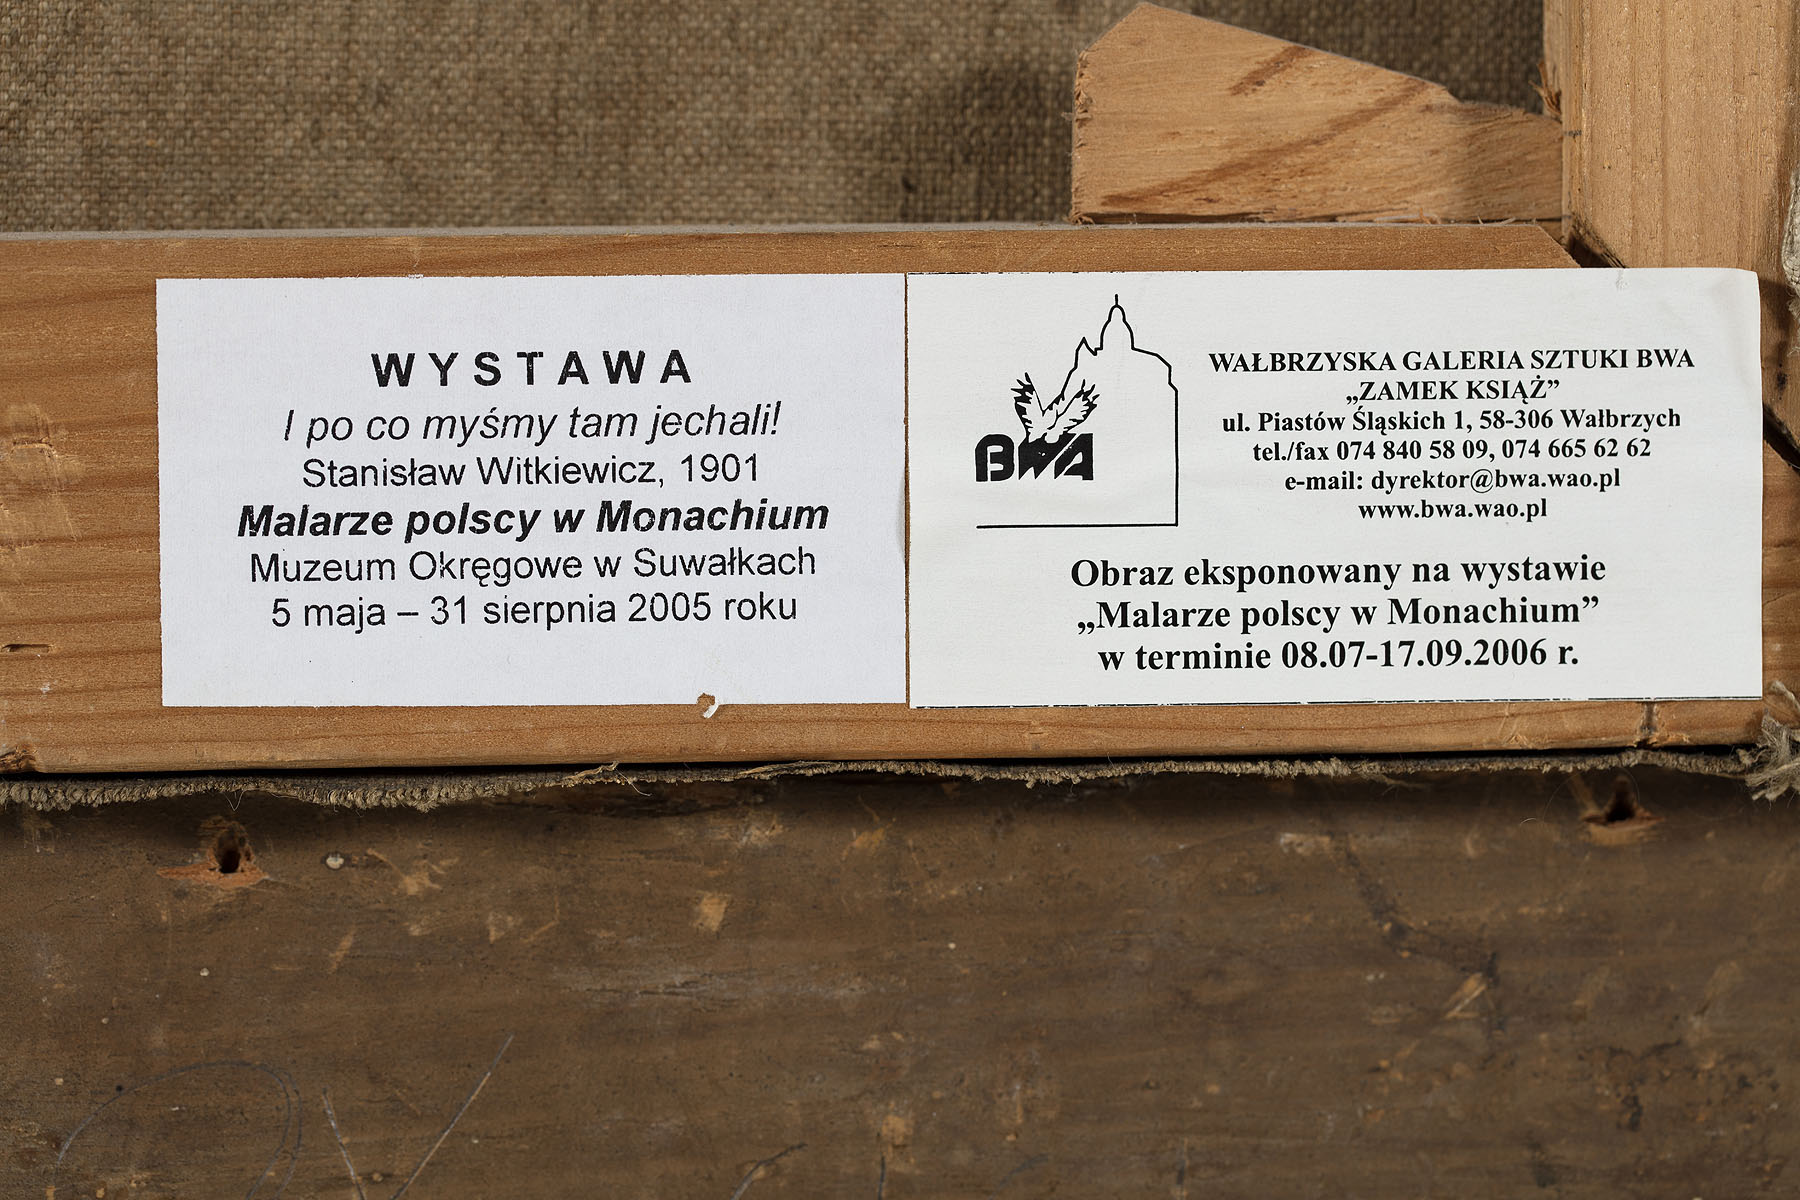 WYSTAWA
I po co myśmy tam jechali!
Stanisław Witkiewicz, 1901
Malarze polscy w Monachium
Muzeum Okręgowe w Suwałkach
5 maja – 31 sierpnia 2005 roku
BWA
WAŁBRZYSKA GALERIA SZTUKI BWA
„ZAMEK KSIĄŻ”
ul. Piastów Śląskich 1, 58-306 Wałbrzych
tel./fax 074 840 58 09, 074 665 62 62
e-mail: dyrektor@bwa.wao.pl
www.bwa.wao.pl
Obraz eksponowany na wystawie
„Malarze polscy w Monachium”
w terminie 08.07-17.09.2006 r.